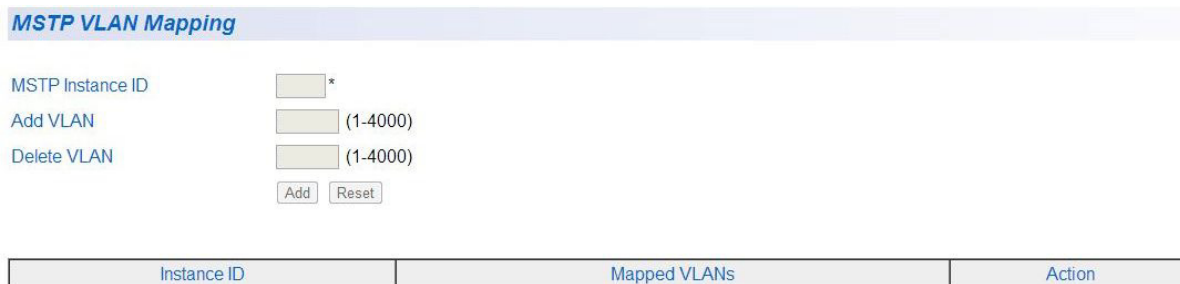 MSTP VLAN Mapping
MSTP Instance ID *
Add VLAN (1-4000)
Delete VLAN (1-4000)
Add Reset
Instance ID Mapped VLANs Action